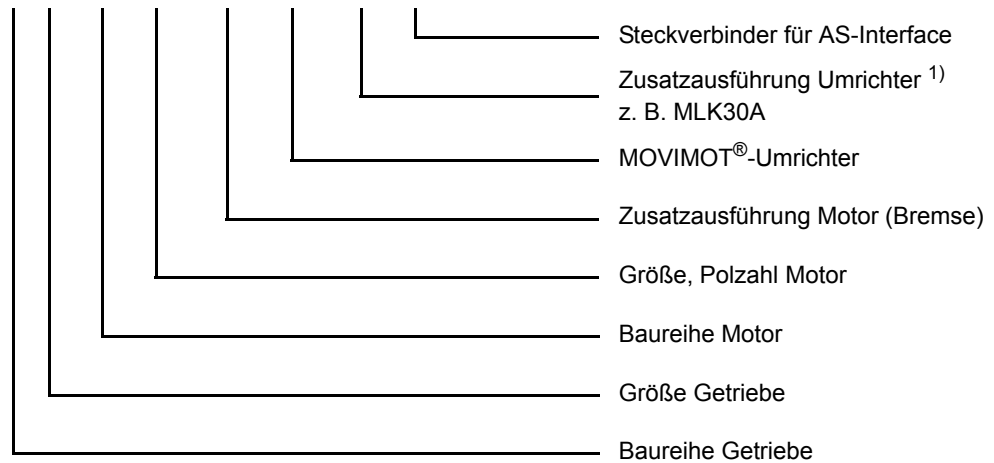 Steckverbinder für AS-Interface
Zusatzausführung Umrichter 1)
z. B. MLK30A
MOVIMOT®-Umrichter
Zusatzausführung Motor (Bremse)
Größe, Polzahl Motor
Baureihe Motor
Größe Getriebe
Baureihe Getriebe